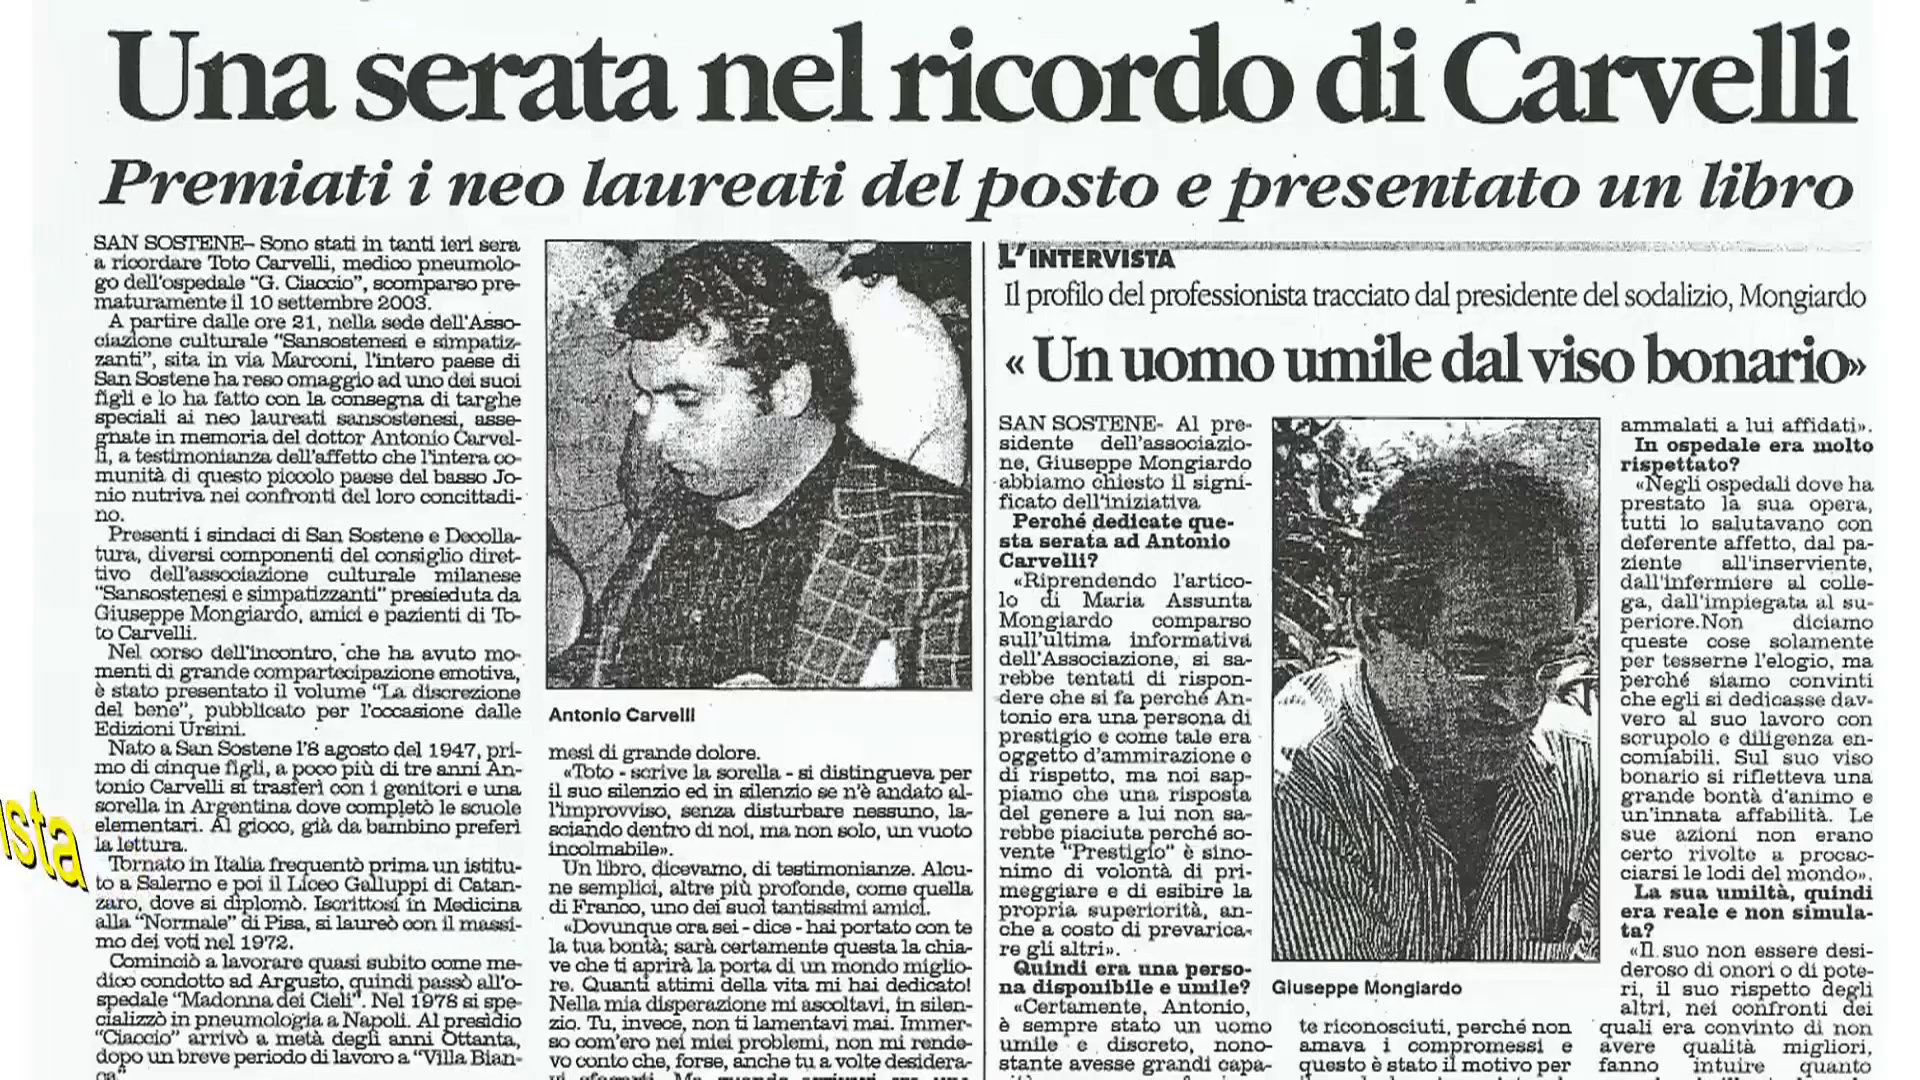 Una serata nel ricordo di Carvelli
Premiati i neo laureati del posto e presentato un libro
SAN SOSTENE– Sono stati in tanti ieri sera
a ricordare Toto Carvelli, medico pneumolo-
go dell'ospedale “G. Ciaccio”, scomparso pre-
maturamente il 10 settembre 2003.
A partire dalle ore 21, nella sede dell'Asso-
ciazione culturale “Sansostenesi e simpatiz-
zanti”, sita in via Marconi, l'intero paese di
San Sostene ha reso omaggio ad uno dei suoi
figli e lo ha fatto con la consegna di targhe
speciali ai neo laureati sansostenesi, asse-
gnate in memoria del dottor Antonio Carvel-
li, a testimonianza dell'affetto che l'intera co-
munità di questo piccolo paese del basso Jo-
nio nutriva nei confronti del loro concittadi-
no.
Presenti i sindaci di San Sostene e Decolla-
tura, diversi componenti del consiglio diret-
tivo dell'associazione culturale milanese
“Sansostenesi e simpatizzanti” presieduta da
Giuseppe Mongiardo, amici e pazienti di To-
to Carvelli.
Nel corso dell'incontro, che ha avuto mo-
menti di grande compartecipazione emotiva,
è stato presentato il volume “La discrezione
del bene”, pubblicato per l'occasione dalle
Edizioni Ursini.
Nato a San Sostene l'8 agosto del 1947, pri-
mo di cinque figli, a poco più di tre anni An-
tonio Carvelli si trasferì con i genitori e una
sorella in Argentina dove completò le scuole
elementari. Al gioco, già da bambino preferì
la lettura.
Tornato in Italia frequentò prima un istitu-
to a Salerno e poi il Liceo Galluppi di Catan-
zaro, dove si diplomò. Iscrittosi in Medicina
alla “Normale” di Pisa, si laureò con il massi-
mo dei voti nel 1972.
Cominciò a lavorare quasi subito come me-
dico condotto ad Argusto, quindi passò all'o-
spedale “Madonna dei Cieli”. Nel 1978 si spe-
cializzò in pneumologia a Napoli. Al presidio
“Ciaccio” arrivò a metà degli anni Ottanta,
dopo un breve periodo di lavoro a “Villa Bian-
ca”
ista
Antonio Carvelli
mesi di grande dolore.
«Toto - scrive la sorella - si distingueva per
il suo silenzio ed in silenzio se n'è andato al-
l'improvviso, senza disturbare nessuno, la-
sciando dentro di noi, ma non solo, un vuoto
incolmabile».
Un libro, dicevamo, di testimonianze. Alcu-
ne semplici, altre più profonde, come quella
di Franco, uno dei suoi tantissimi amici.
«Dovunque ora sei - dice - hai portato con te
la tua bontà; sarà certamente questa la chia-
ve che ti aprirà la porta di un mondo miglio-
re. Quanti attimi della vita mi hai dedicato!
Nella mia disperazione mi ascoltavi, in silen-
zio. Tu, invece, non ti lamentavi mai. Immer-
so com'ero nei miei problemi, non mi rende-
vo conto che, forse, anche tu a volte desidera-
L'INTERVISTA
Il profilo del professionista tracciato dal presidente del sodalizio, Mongiardo
« Un uomo umile dal viso bonario»
SAN SOSTENE- Al pre-
sidente dell'associazio-
ne, Giuseppe Mongiardo
abbiamo chiesto il signi-
ficato dell'iniziativa
Perché dedicate que-
sta serata ad Antonio
Carvelli?
«Riprendendo l'artico-
lo di Maria Assunta
Mongiardo comparso
sull'ultima informativa
dell'Associazione, si sa-
rebbe tentati di rispon-
dere che si fa perché An-
tonio era una persona di
prestigio e come tale era
oggetto d'ammirazione e
di rispetto, ma noi sap-
piamo che una risposta
del genere a lui non sa-
rebbe piaciuta perché so-
vente “Prestigio” è sino-
nimo di volontà di pri-
meggiare e di esibire la
propria superiorità, an-
che a costo di prevarica-
re gli altri».
Quindi era una perso-
na disponibile e umile?
«Certamente, Antonio,
è sempre stato un uomo
umile e discreto, nono-
stante avesse grandi capa-
Giuseppe Mongiardo
te riconosciuti, perché non
amava i compromessi e
questo è stato il motivo per
ammalati a lui affidati».
In ospedale era molto
rispettato?
«Negli ospedali dove ha
prestato la sua opera,
tutti lo salutavano con
deferente affetto, dal pa-
ziente all'inserviente,
dall'infermiere al colle-
ga, dall'impiegata al su-
periore.Non diciamo
queste cose solamente
per tesserne l'elogio, ma
perché siamo convinti
che egli si dedicasse dav-
vero al suo lavoro con
scrupolo e diligenza en-
comiabili. Sul suo viso
bonario si rifletteva una
grande bontà d'animo e
un'innata affabilità. Le
sue azioni non erano
certo rivolte a procac-
ciarsi le lodi del mondo».
La sua umiltà, quindi
era reale e non simula-
ta?
«Il suo non essere desi-
deroso di onori o di pote-
ri, il suo rispetto degli
altri, nei confronti dei
quali era convinto di non
avere qualità migliori,
fanno intuire quanto